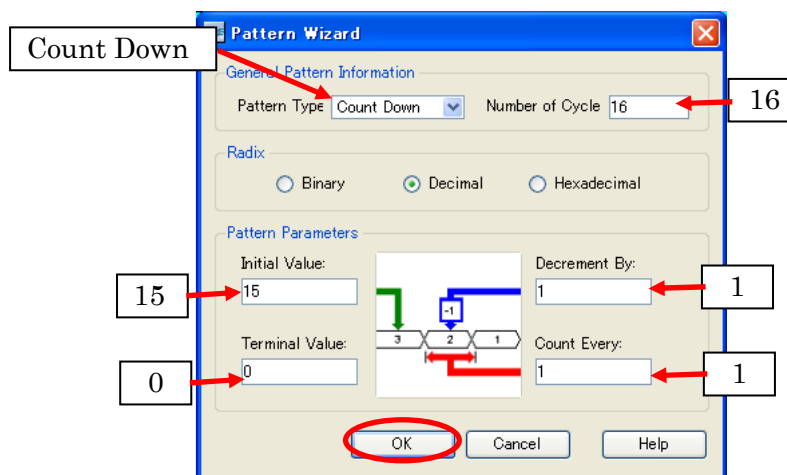 Pattern Wizard
Count Down
General Pattern Information
Pattern Type Count Down Number of Cycle 16
16
Radix
Binary Decimal Hexadecimal
Pattern Parameters
Initial Value: Decrement By:
15 15 1 1
-1
3 2 1
Terminal Value: Count Every:
0 0 1 1
OK Cancel Help